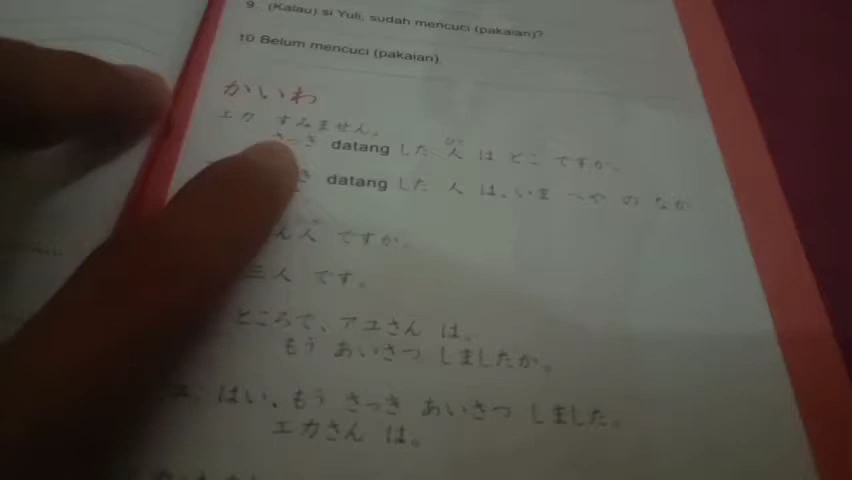 9 (Kalau) si Yuli, sudah mencuci (pakaian)?
10 Belum mencuci (pakaian).
かいわ
エカ すみません。
さっき datang した 人 は どこ ですか。
き datang した 人 は、いま へや の なか
ん人 ですか。
三人 です。
ところで、アユさん は、
もう あいさつ しましたか。
はい、もう さっき あいさつ しました。
エカさん は。